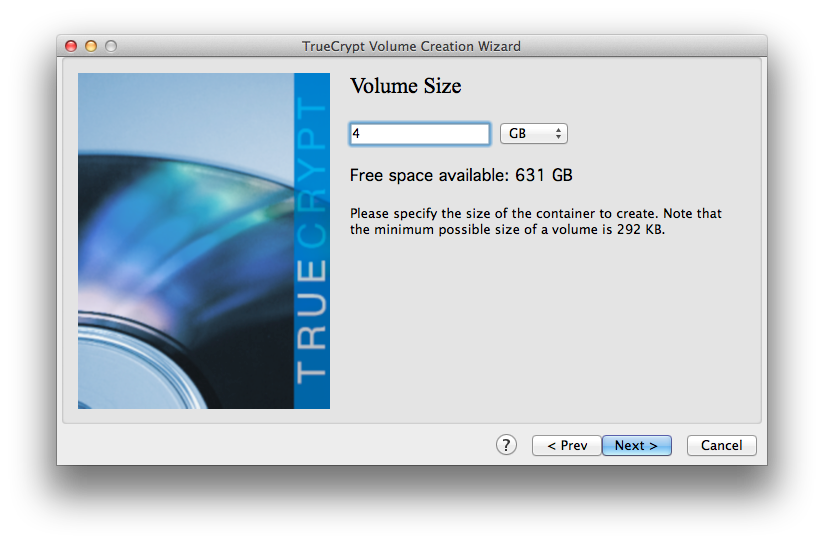 TrueCrypt Volume Creation Wizard
TRUECRYPT
Volume Size
4 GB
Free space available: 631 GB
Please specify the size of the container to create. Note that
the minimum possible size of a volume is 292 KB.
? < Prev Next > Cancel